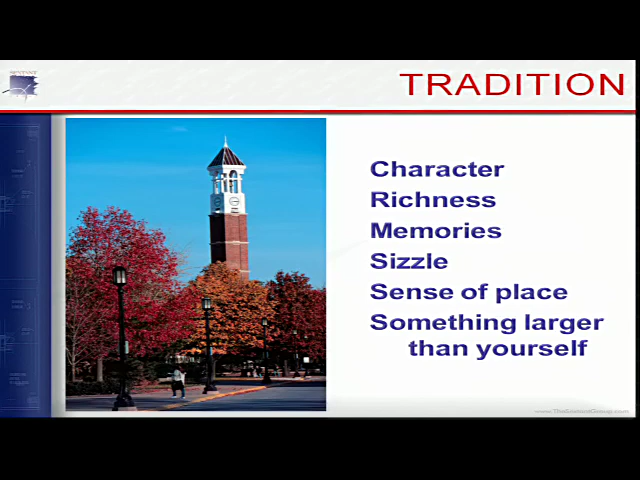 TRADITION
Character
Richness
Memories
Sizzle
Sense of place
Something larger
than yourself